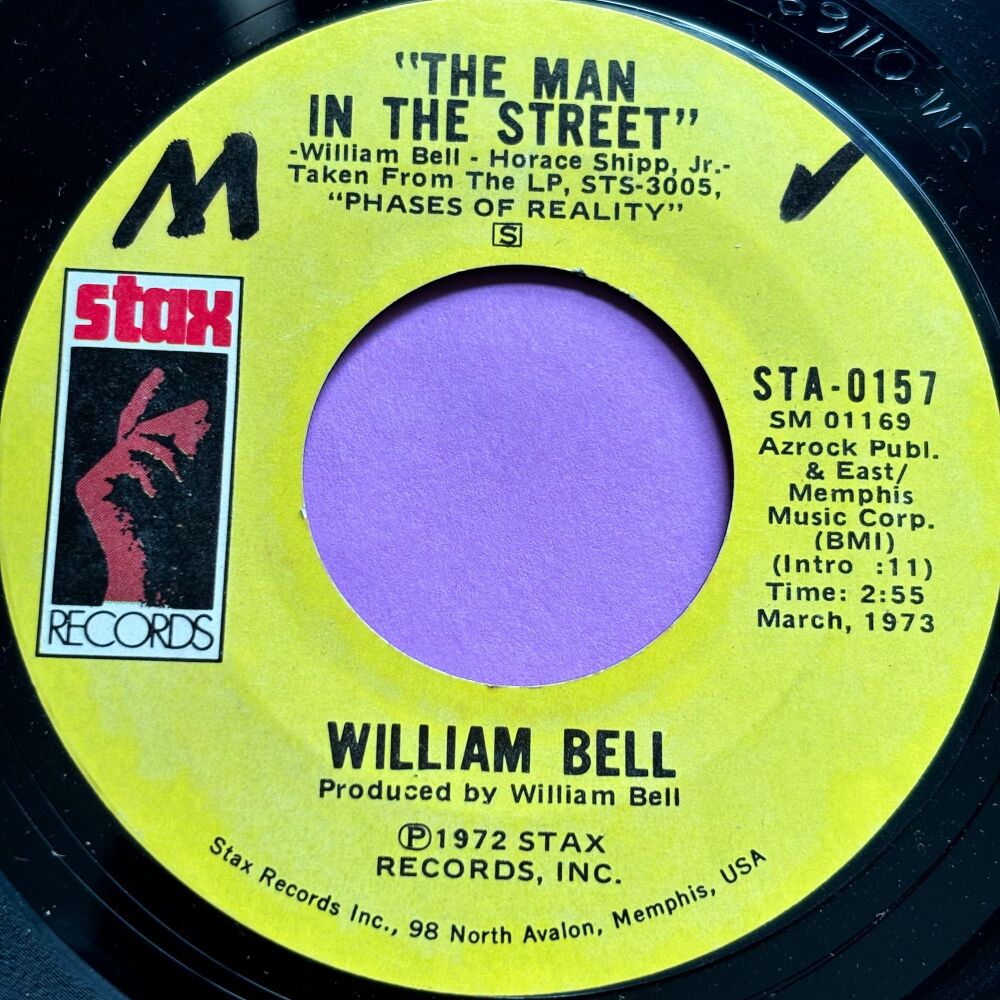 "THE MAN
IN THE STREET"
-William Bell - Horace Shipp, Jr.-
Taken From The LP, STS-3005,
"PHASES OF REALITY"
S
M
stax
RECORDS
STA-0157
SM 01169
Azrock Publ.
& East/
Memphis
Music Corp.
(BMI)
(Intro :11)
Time: 2:55
March, 1973
WILLIAM BELL
Produced by William Bell
Ⓟ1972 STAX
RECORDS, INC.
Stax Records Inc., 98 North Avalon, Memphis, USA